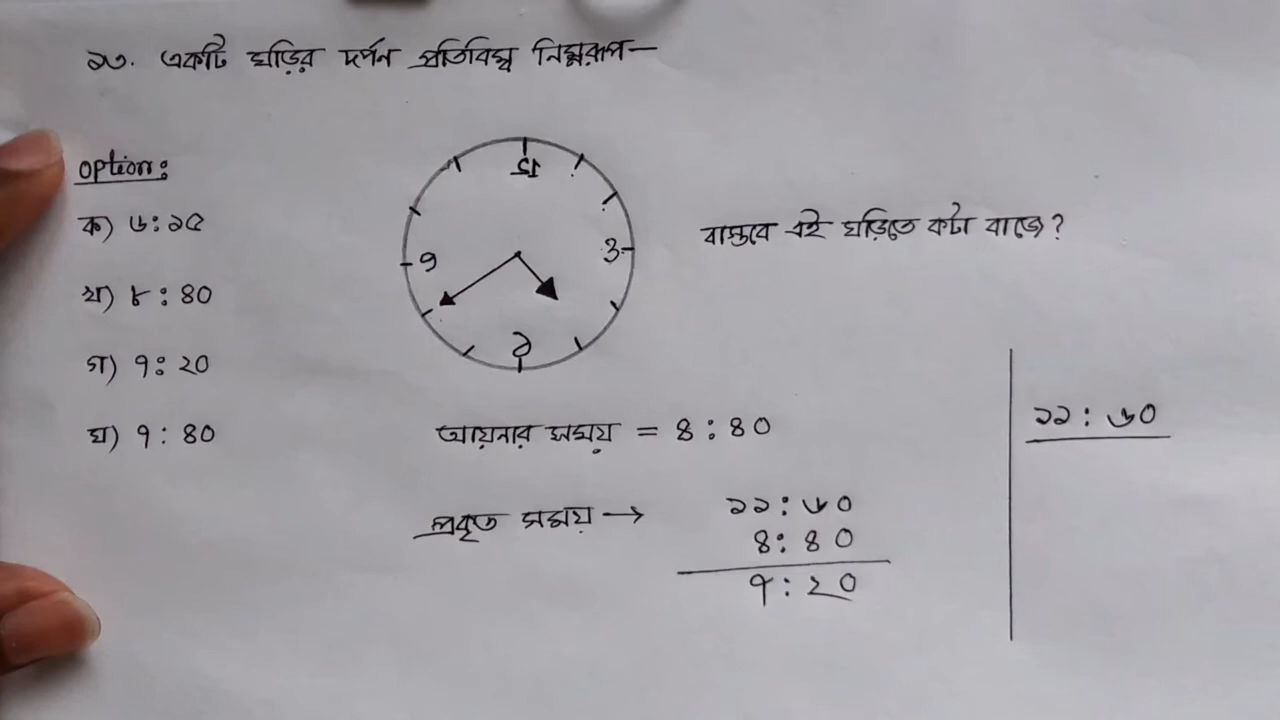 ১৩. একটি ঘড়ির দর্পন প্রতিবিম্ব নিম্নরূপ—
option:
ক) ৬:১৫
খ) ৮:৪০
গ) ৭:২০
ঘ) ৭:৪০
বাস্তবে এই ঘড়িতে কটা বাজে?
আয়নার সময় = ৪:৪০
প্রকৃত সময় →
১১:৬০
৪:৪০
৭:২০
১১:৬০